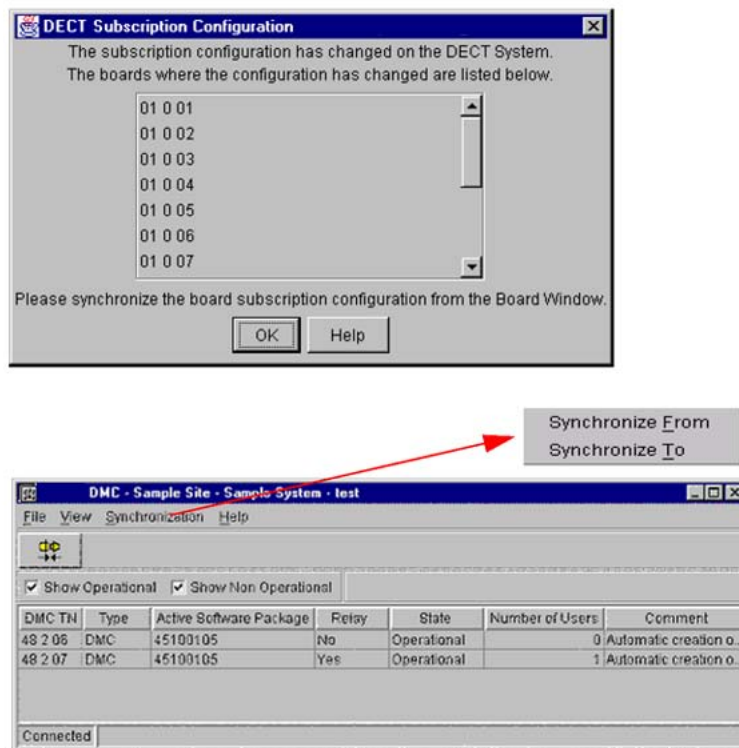 DECT Subscription Configuration
The subscription configuration has changed on the DECT System.
The boards where the configuration has changed are listed below.
01 0 01
01 0 02
01 0 03
01 0 04
01 0 05
01 0 06
01 0 07
Please synchronize the board subscription configuration from the Board Window.
OK Help
Synchronize From
Synchronize To
DMC - Sample Site - Sample System - test
File View Synchronization Help
Show Operational Show Non Operational
DMC TN Type Active Software Package Relay State Number of Users Comment
48 2 06 DMC 45100105 No Operational 0 Automatic creation o..
48 2 07 DMC 45100105 Yes Operational 1 Automatic creation o..
Connected